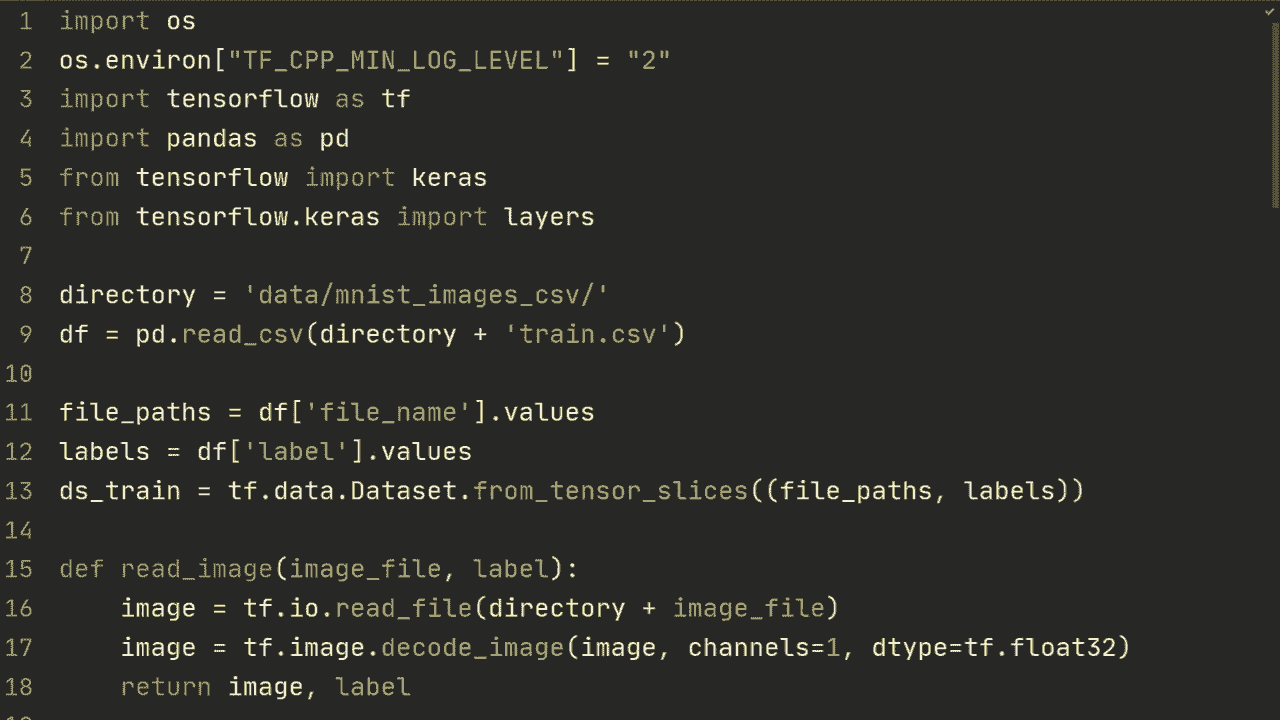 1 import os
2 os.environ["TF_CPP_MIN_LOG_LEVEL"] = "2"
3 import tensorflow as tf
4 import pandas as pd
5 from tensorflow import keras
6 from tensorflow.keras import layers
7
8 directory = 'data/mnist_images_csv/'
9 df = pd.read_csv(directory + 'train.csv')
10
11 file_paths = df['file_name'].values
12 labels = df['label'].values
13 ds_train = tf.data.Dataset.from_tensor_slices((file_paths, labels))
14
15 def read_image(image_file, label):
16     image = tf.io.read_file(directory + image_file)
17     image = tf.image.decode_image(image, channels=1, dtype=tf.float32)
18     return image, label